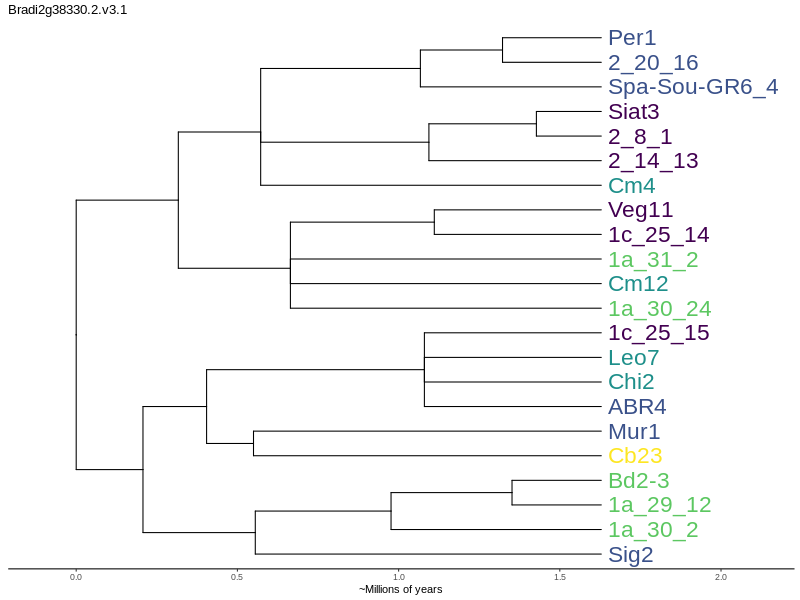 Bradi2g38330.2.v3.1
Per1
2_20_16
Spa-Sou-GR6_4
Siat3
2_8_1
2_14_13
Cm4
Veg11
1c_25_14
1a_31_2
Cm12
1a_30_24
1c_25_15
Leo7
Chi2
ABR4
Mur1
Cb23
Bd2-3
1a_29_12
1a_30_2
Sig2
0.0 0.5 1.0 1.5 2.0
~Millions of years